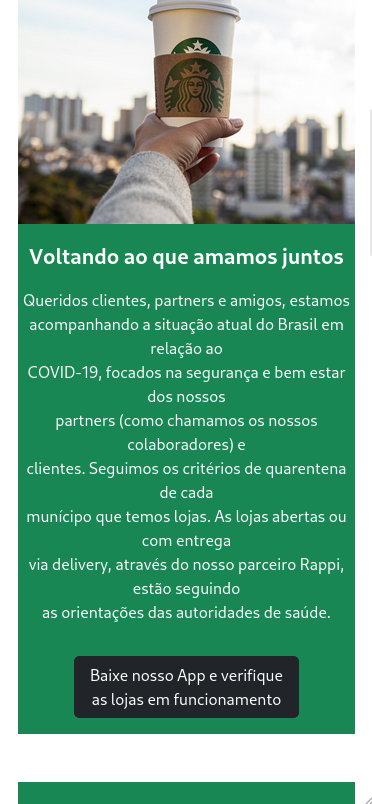 Voltando ao que amamos juntos
Queridos clientes, partners e amigos, estamos
acompanhando a situação atual do Brasil em
relação ao
COVID-19, focados na segurança e bem estar
dos nossos
partners (como chamamos os nossos
colaboradores) e
clientes. Seguimos os critérios de quarentena
de cada
munícipo que temos lojas. As lojas abertas ou
com entrega
via delivery, através do nosso parceiro Rappi,
estão seguindo
as orientações das autoridades de saúde.
Baixe nosso App e verifique
as lojas em funcionamento